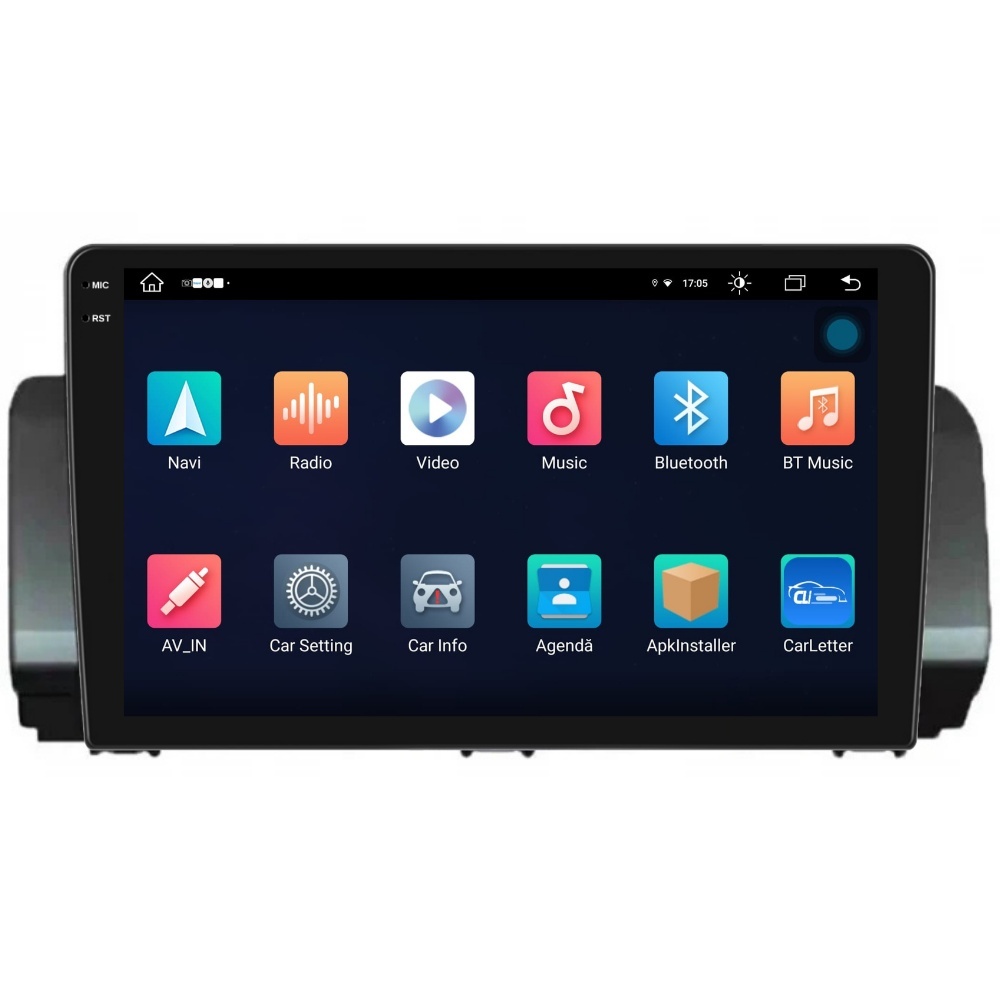 MIC
17:05
RST
Navi
Radio
Video
Music
Bluetooth
BT Music
AV_IN
Car Setting
Car Info
Agendă
ApkInstaller
CarLetter